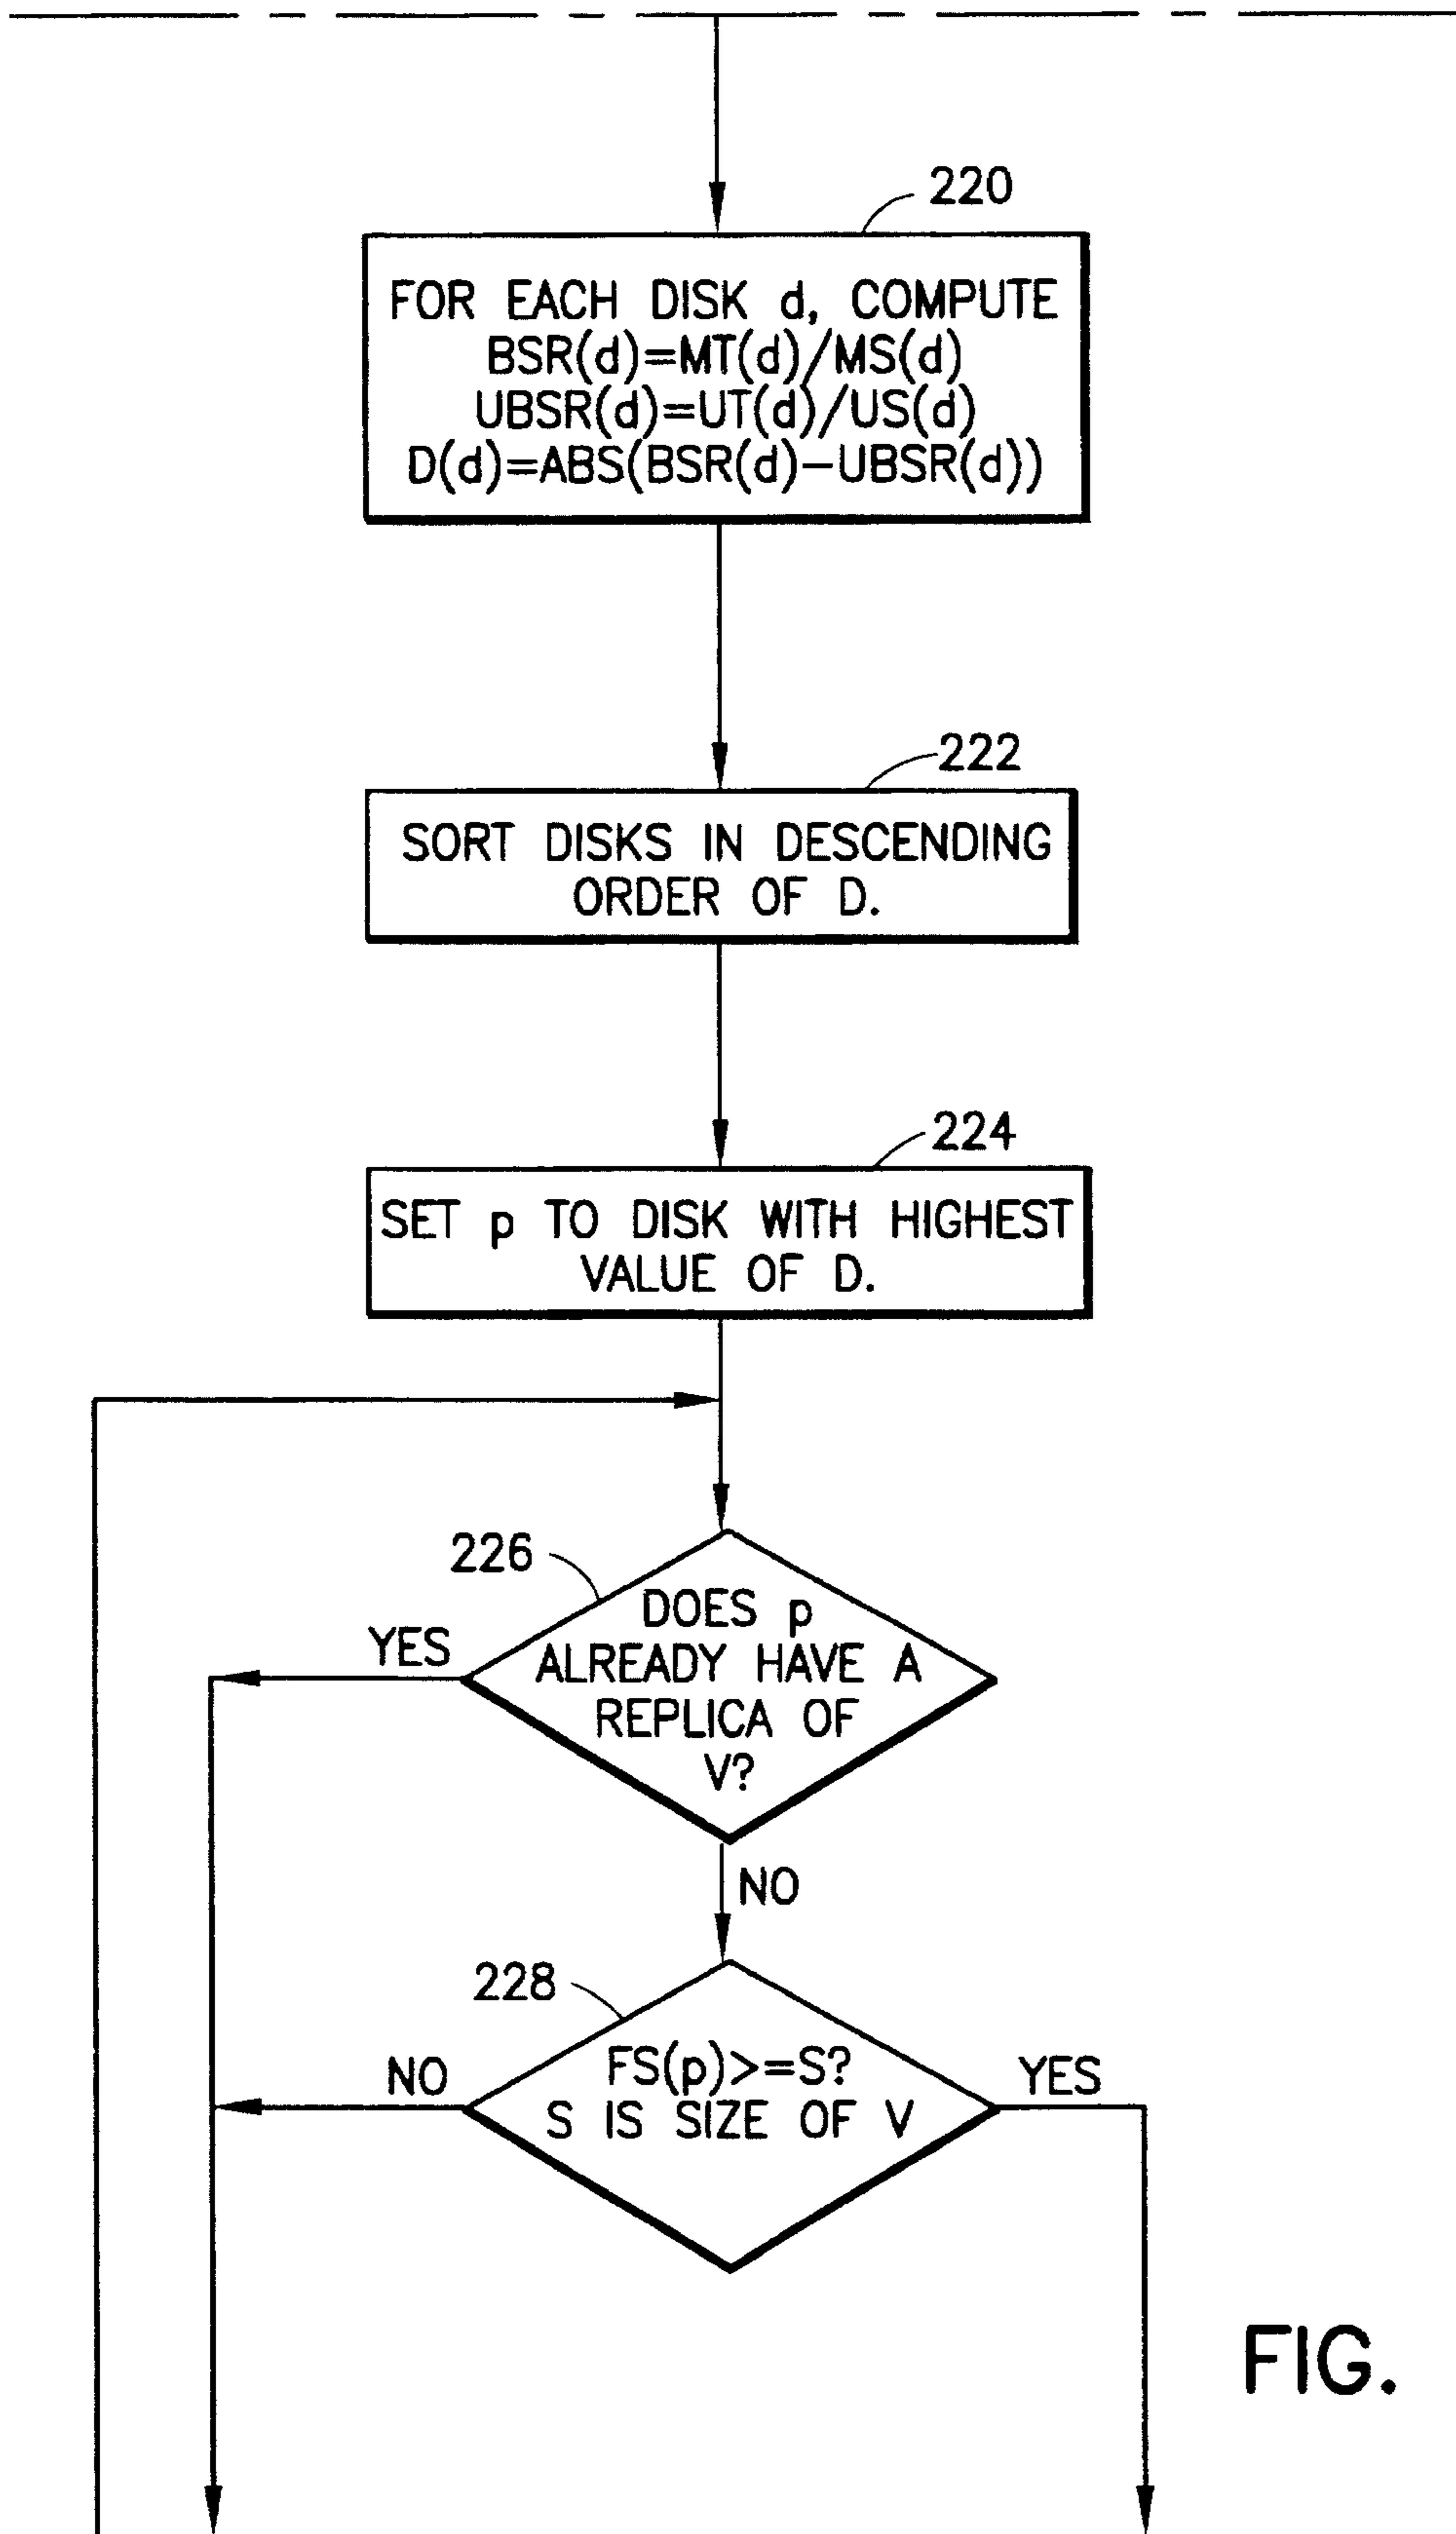 220
FOR EACH DISK d, COMPUTE
BSR(d)=MT(d)/MS(d)
UBSR(d)=UT(d)/US(d)
D(d)=ABS(BSR(d)-UBSR(d))
222
SORT DISKS IN DESCENDING
ORDER OF D.
224
SET p TO DISK WITH HIGHEST
VALUE OF D.
226
DOES p
YES
ALREADY HAVE A
REPLICA OF
V?
NO
228
FS(p)>=S?
NO
YES
S IS SIZE OF V
FIG.